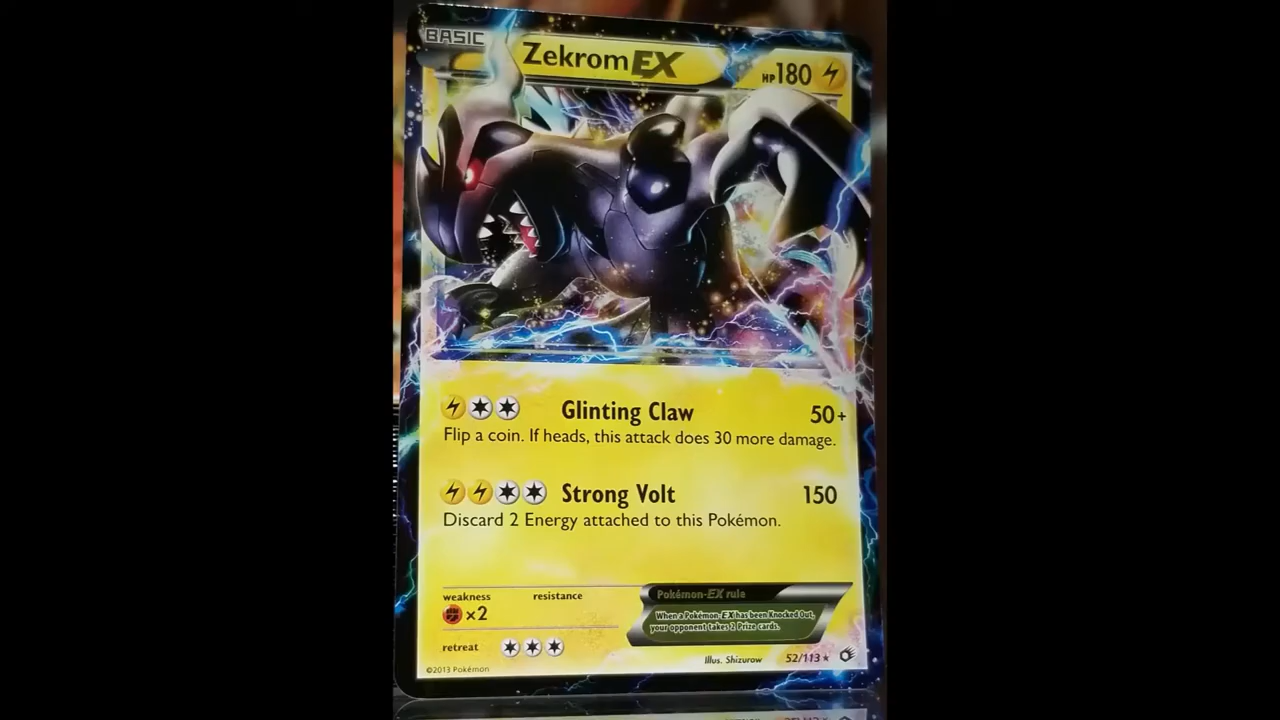 BASIC
Zekrom EX
HP 180
Glinting Claw 50+
Flip a coin. If heads, this attack does 30 more damage.
Strong Volt 150
Discard 2 Energy attached to this Pokémon.
weakness resistance
×2
Pokémon-EX rule
When a Pokémon-EX has been Knocked Out,
your opponent takes 2 Prize cards.
retreat
Illus. Shizurow 52/113
©2013 Pokémon